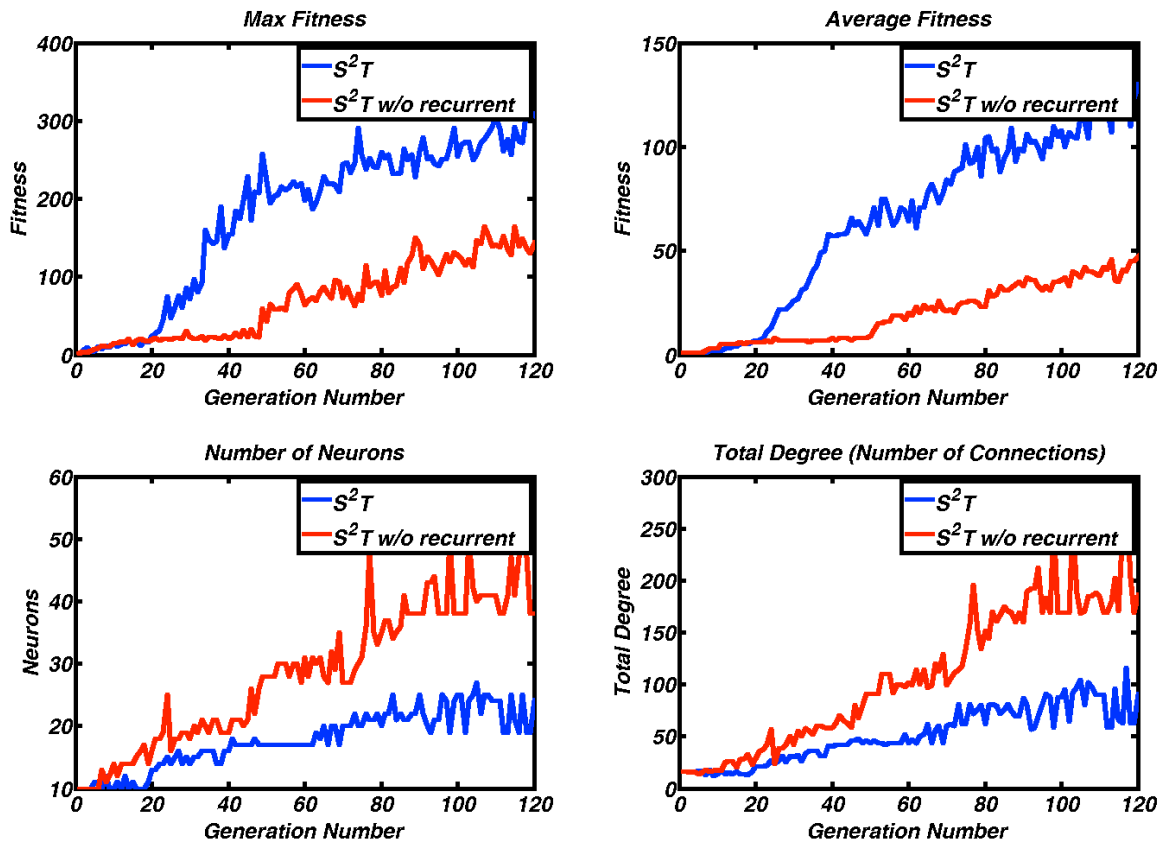 Max Fitness
400
300
200
100
0
Fitness
S²T
S²T w/o recurrent
0 20 40 60 80 100 120
Generation Number
Average Fitness
150
100
50
0
Fitness
S²T
S²T w/o recurrent
0 20 40 60 80 100 120
Generation Number
Number of Neurons
60
50
40
30
20
10
Neurons
S²T
S²T w/o recurrent
0 20 40 60 80 100 120
Generation Number
Total Degree (Number of Connections)
300
250
200
150
100
50
0
Total Degree
S²T
S²T w/o recurrent
0 20 40 60 80 100 120
Generation Number